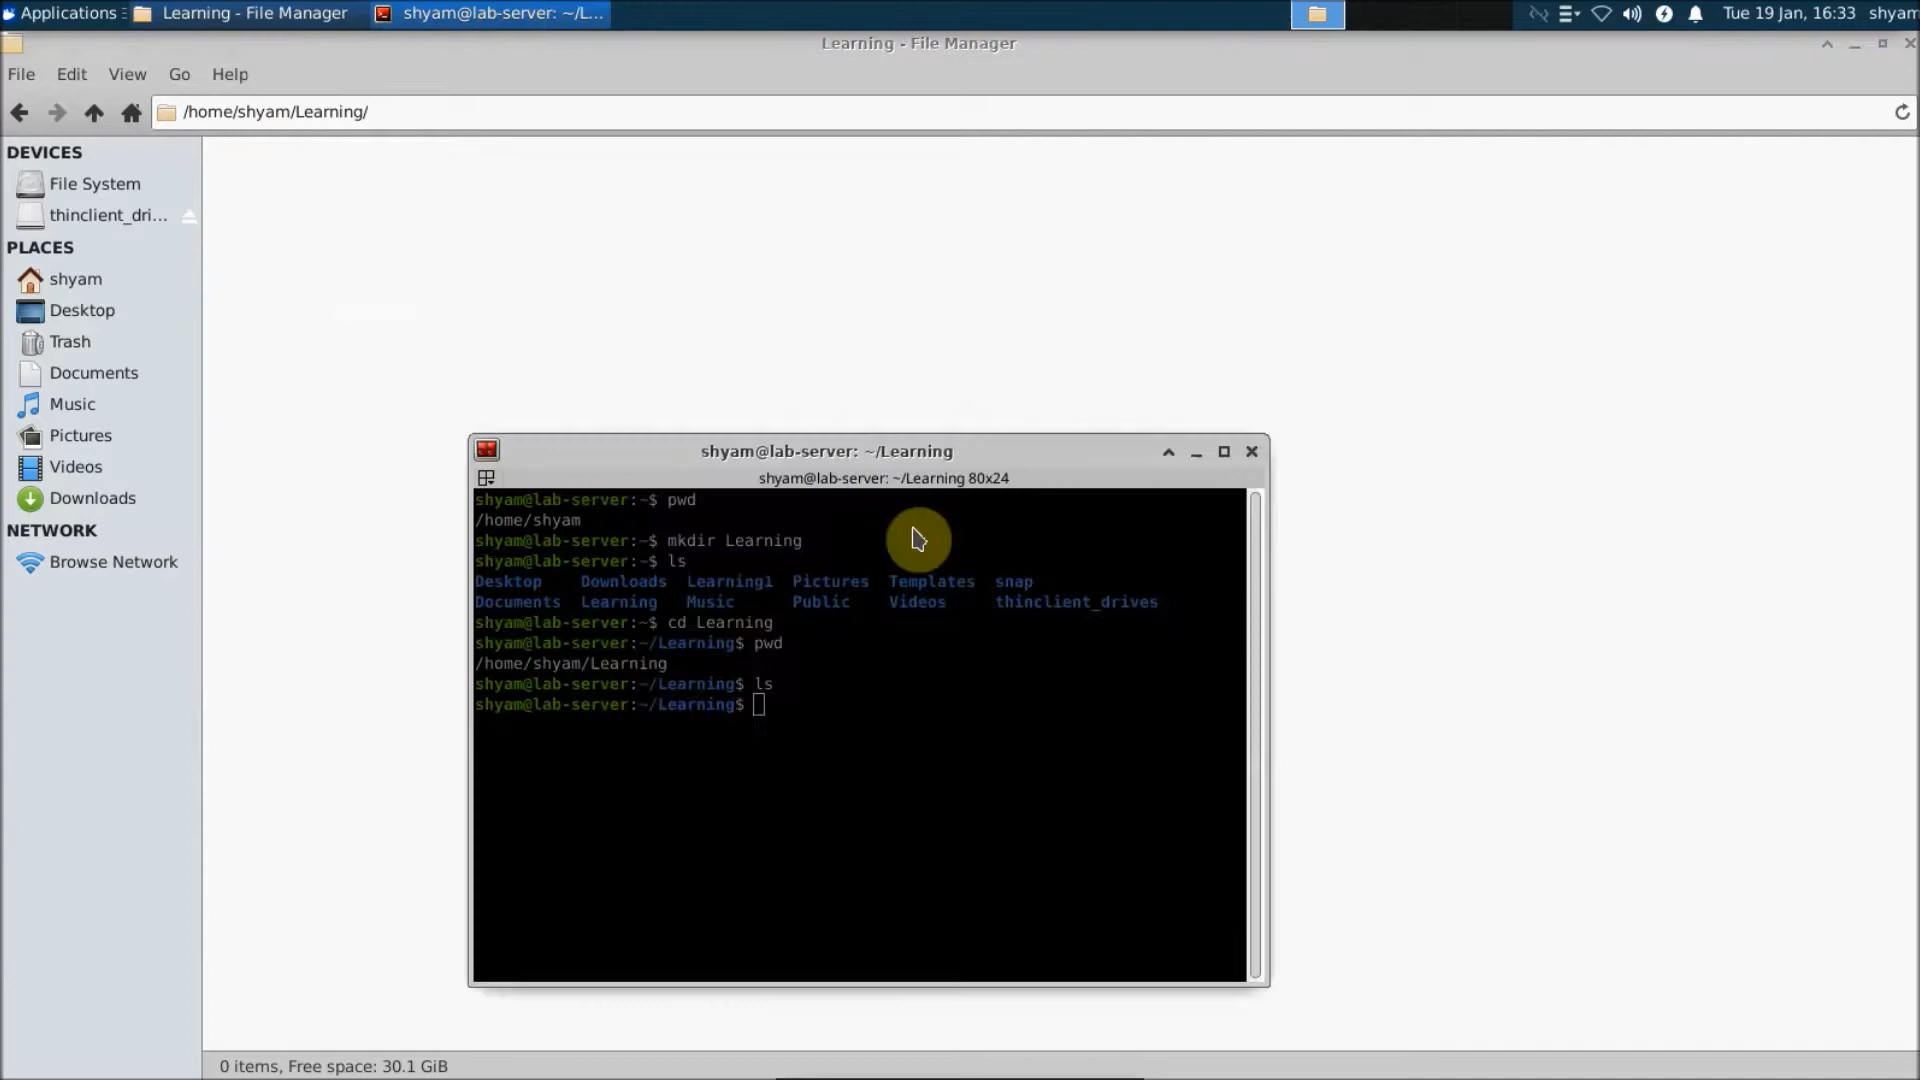 Applications Learning - File Manager shyam@lab-server: ~/L... Tue 19 Jan, 16:33 shyam
Learning - File Manager
File Edit View Go Help
/home/shyam/Learning/
DEVICES
File System
thinclient_dri...
PLACES
shyam
Desktop
Trash
Documents
Music
Pictures
Videos
Downloads
NETWORK
Browse Network
shyam@lab-server: ~/Learning
shyam@lab-server: ~/Learning 80x24
shyam@lab-server:~$ pwd
/home/shyam
shyam@lab-server:~$ mkdir Learning
shyam@lab-server:~$ ls
Desktop Downloads Learning1 Pictures Templates snap
Documents Learning Music Public Videos thinclient_drives
shyam@lab-server:~$ cd Learning
shyam@lab-server:~/Learning$ pwd
/home/shyam/Learning
shyam@lab-server:~/Learning$ ls
shyam@lab-server:~/Learning$
0 items, Free space: 30.1 GiB